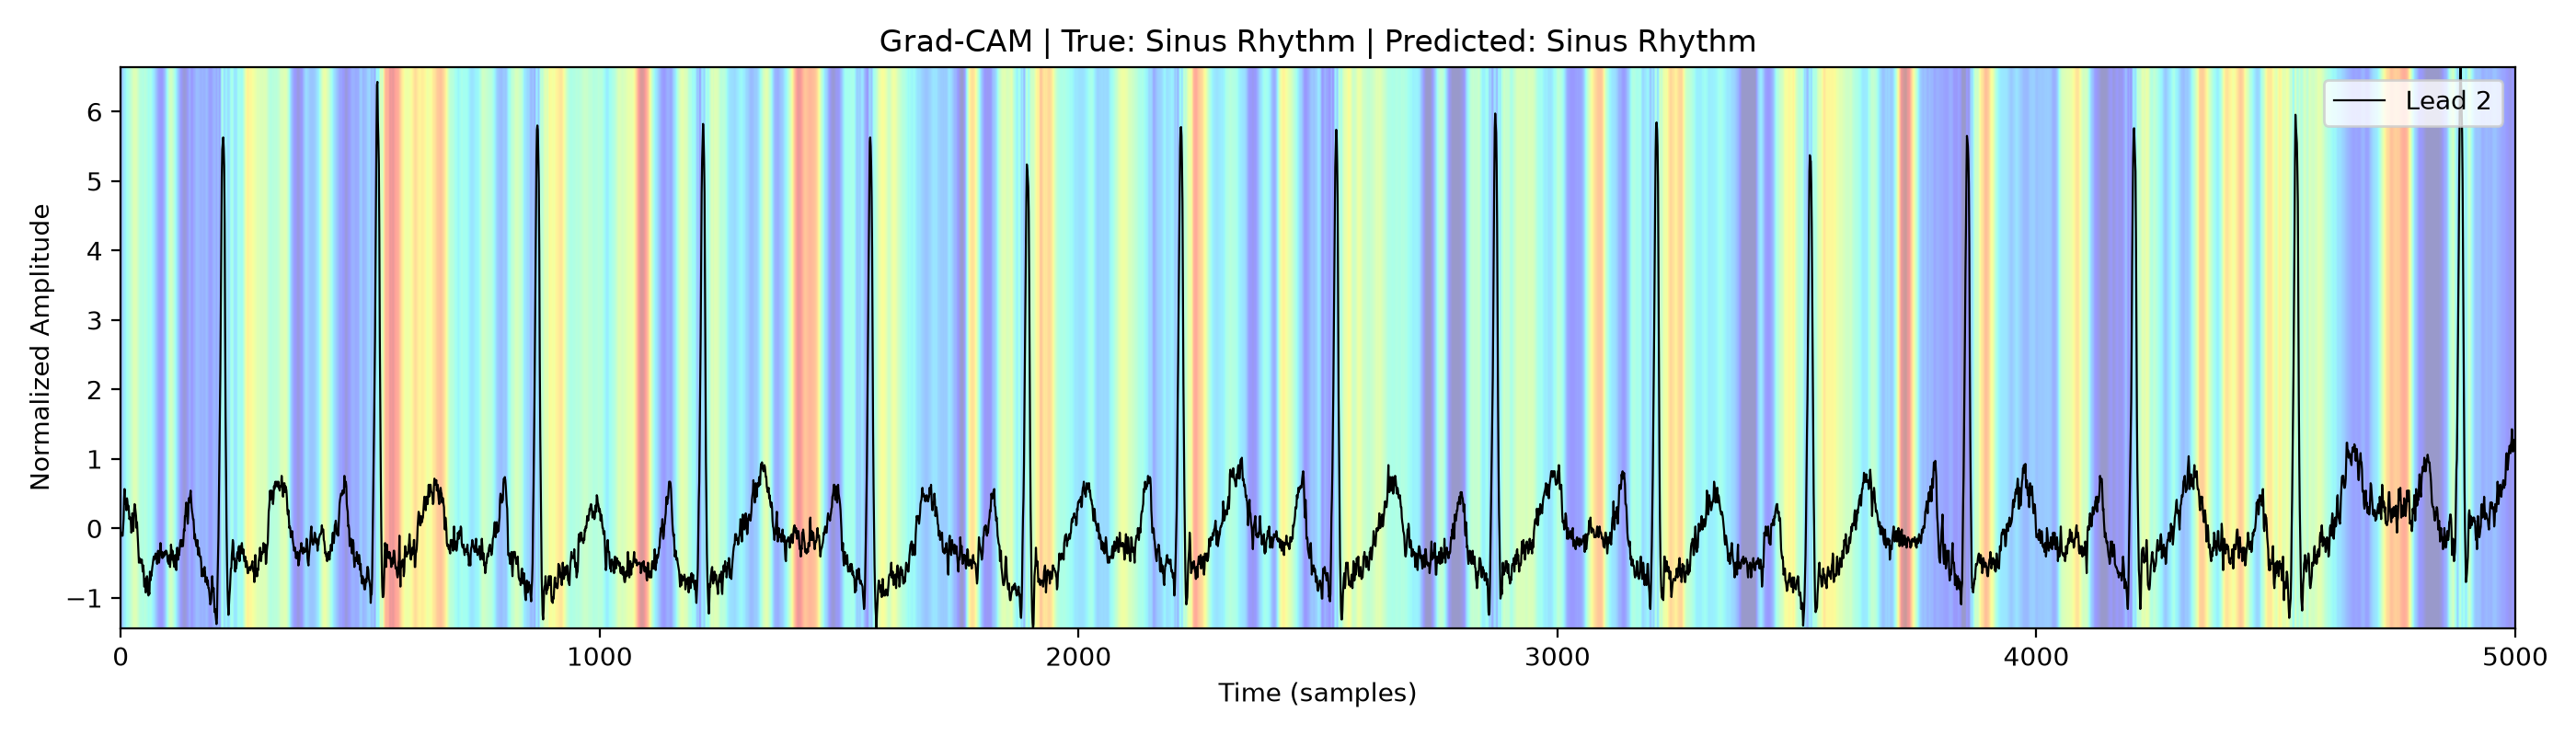 Grad-CAM | True: Sinus Rhythm | Predicted: Sinus Rhythm
Lead 2
Normalized Amplitude
6
5
4
3
2
1
0
−1
0 1000 2000 3000 4000 5000
Time (samples)